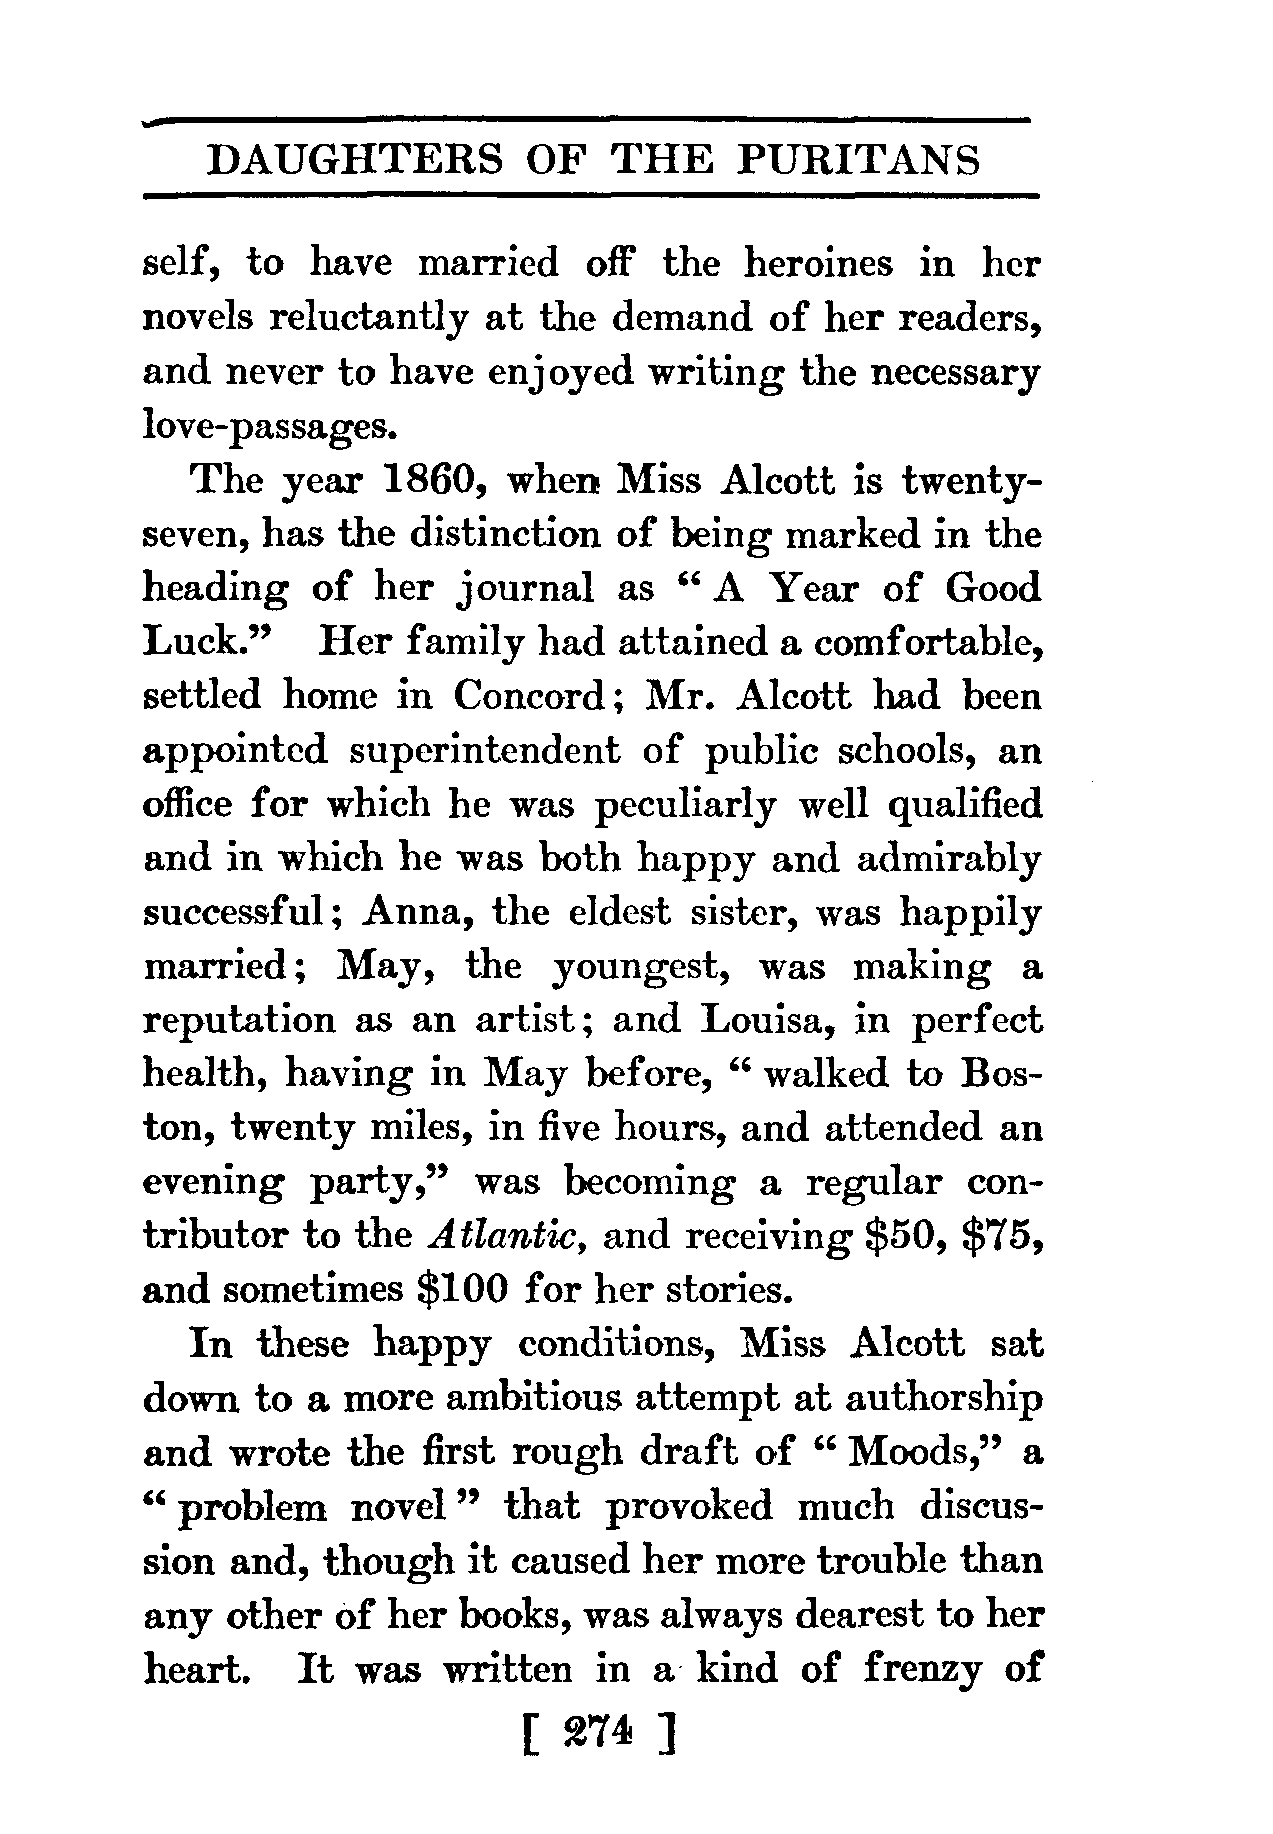 DAUGHTERS OF THE PURITANS
self, to have married off the heroines in her
novels reluctantly at the demand of her readers,
and never to have enjoyed writing the necessary
love-passages.
The year 1860, when Miss Alcott is twenty-
seven, has the distinction of being marked in the
heading of her journal as “ A Year of Good
Luck.” Her family had attained a comfortable,
settled home in Concord; Mr. Alcott had been
appointed superintendent of public schools, an
office for which he was peculiarly well qualified
and in which he was both happy and admirably
successful; Anna, the eldest sister, was happily
married; May, the youngest, was making a
reputation as an artist; and Louisa, in perfect
health, having in May before, “ walked to Bos-
ton, twenty miles, in five hours, and attended an
evening party,” was becoming a regular con-
tributor to the Atlantic, and receiving $50, $75,
and sometimes $100 for her stories.
In these happy conditions, Miss Alcott sat
down to a more ambitious attempt at authorship
and wrote the first rough draft of “ Moods,” a
“ problem novel ” that provoked much discus-
sion and, though it caused her more trouble than
any other of her books, was always dearest to her
heart. It was written in a kind of frenzy of
[ 274 ]